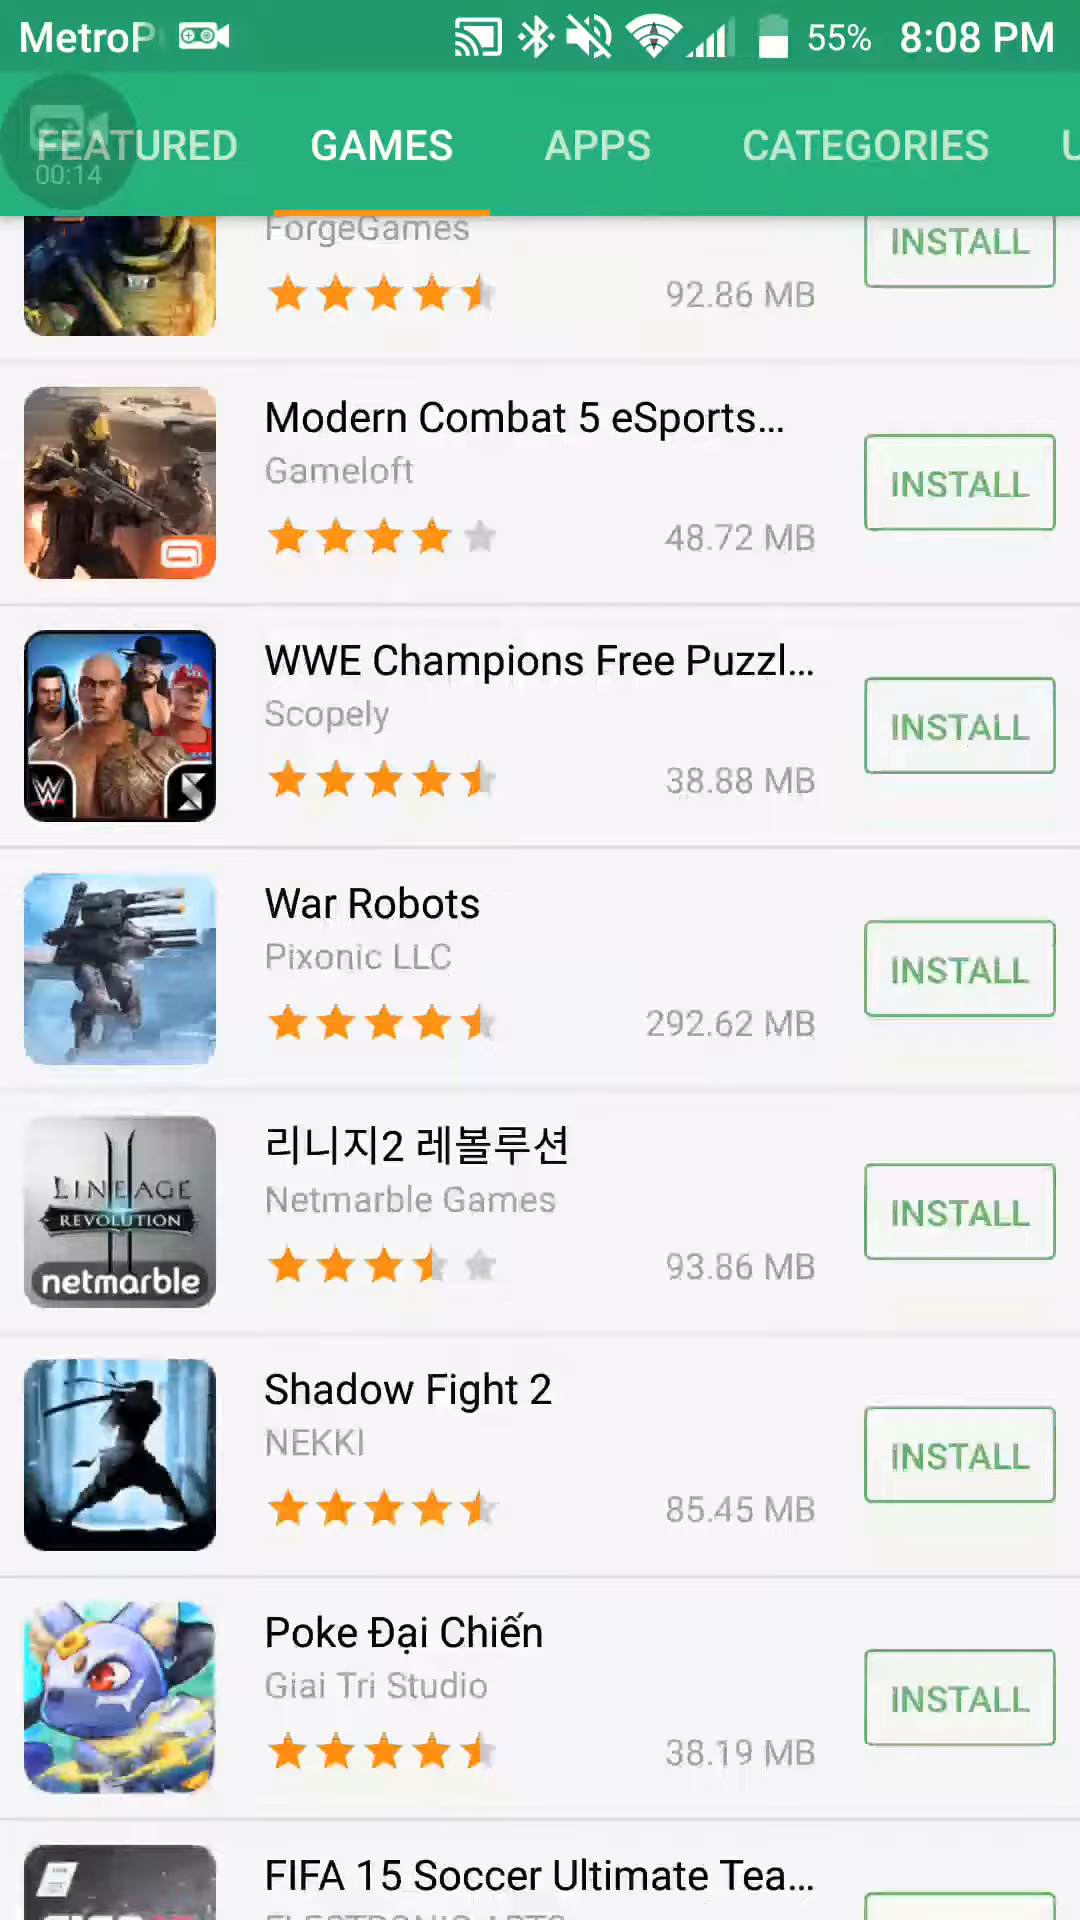 MetroP 55% 8:08 PM
FEATURED GAMES APPS CATEGORIES U
00:14
ForgeGames INSTALL
92.86 MB
Modern Combat 5 eSports...
Gameloft INSTALL
48.72 MB
WWE Champions Free Puzzl...
Scopely INSTALL
38.88 MB
War Robots
Pixonic LLC INSTALL
292.62 MB
리니지2 레볼루션
Netmarble Games INSTALL
93.86 MB
LINEAGE
II
REVOLUTION
netmarble
Shadow Fight 2
NEKKI INSTALL
85.45 MB
Poke Đại Chiến
Giai Tri Studio INSTALL
38.19 MB
FIFA 15 Soccer Ultimate Tea...
ELECTRONIC ARTS